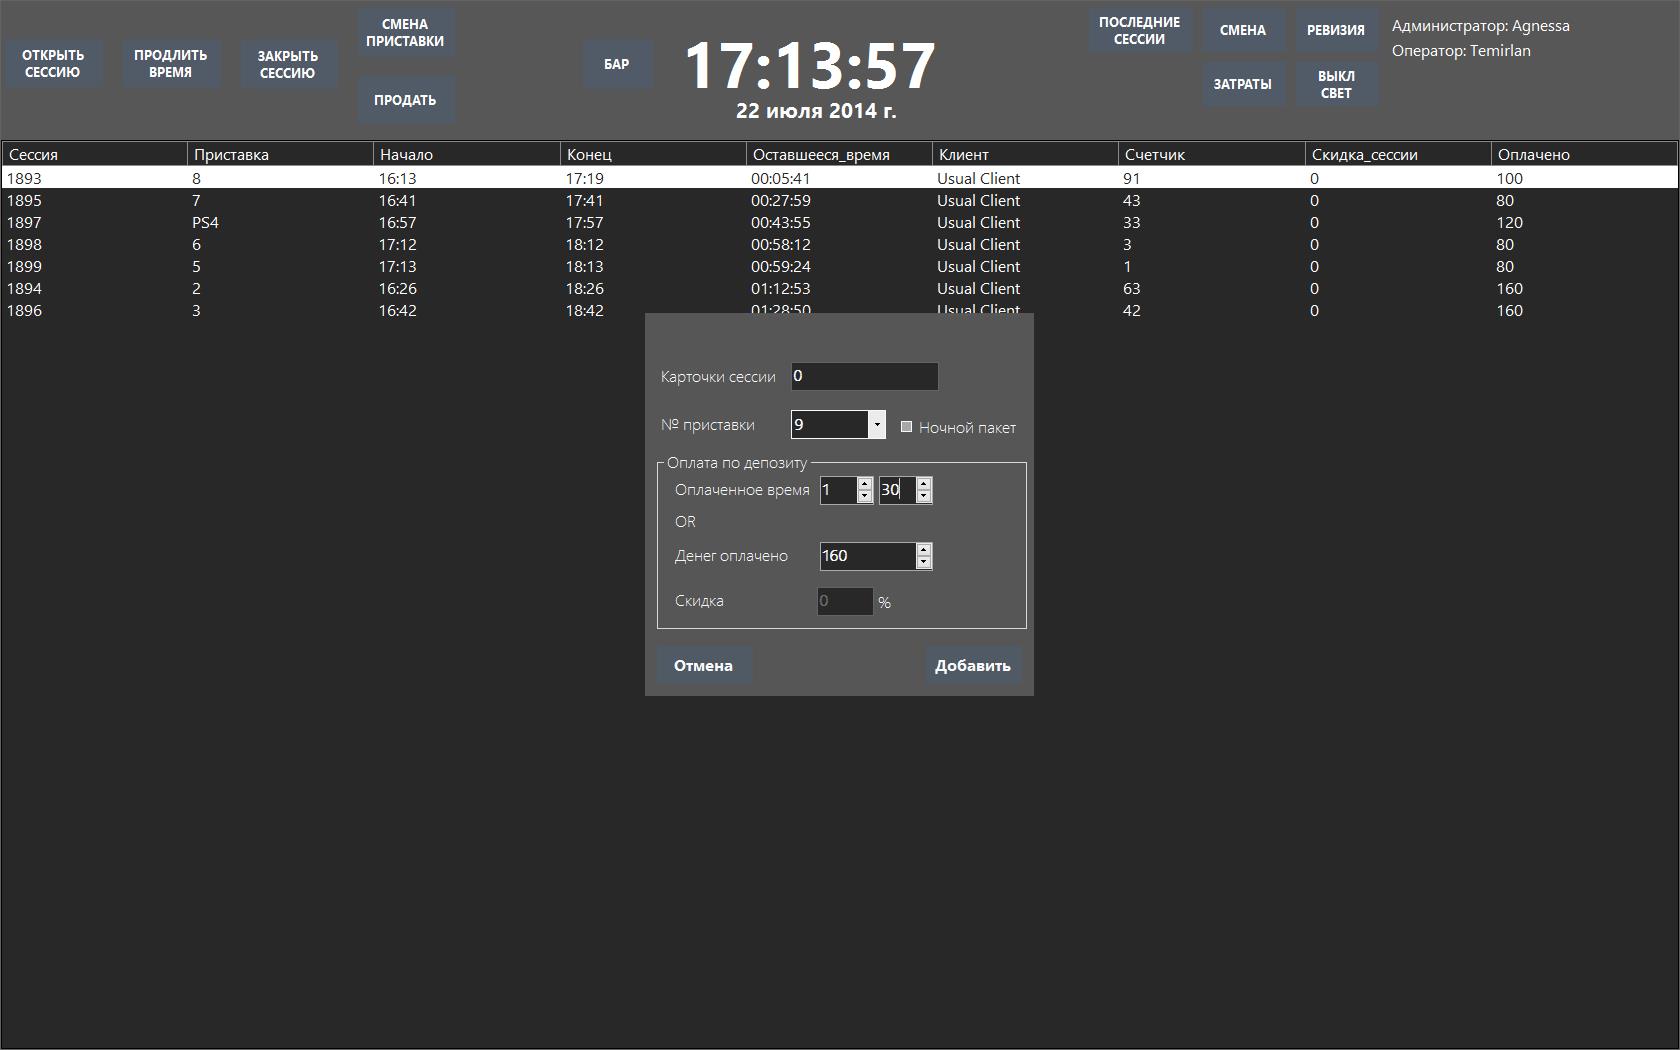 ОТКРЫТЬ СЕССИЮ
ПРОДЛИТЬ ВРЕМЯ
ЗАКРЫТЬ СЕССИЮ
СМЕНА ПРИСТАВКИ
ПРОДАТЬ
БАР
17:13:57
22 июля 2014 г.
ПОСЛЕДНИЕ СЕССИИ
СМЕНА
РЕВИЗИЯ
ЗАТРАТЫ
ВЫКЛ СВЕТ
Администратор: Agnessa
Оператор: Temirlan
Сессия Приставка Начало Конец Оставшееся_время Клиент Счетчик Скидка_сессии Оплачено
1893 8 16:13 17:19 00:05:41 Usual Client 91 0 100
1895 7 16:41 17:41 00:27:59 Usual Client 43 0 80
1897 PS4 16:57 17:57 00:43:55 Usual Client 33 0 120
1898 6 17:12 18:12 00:58:12 Usual Client 3 0 80
1899 5 17:13 18:13 00:59:24 Usual Client 1 0 80
1894 2 16:26 18:26 01:12:53 Usual Client 63 0 160
1896 3 16:42 18:42 01:28:50 Usual Client 42 0 160
Карточки сессии 0
№ приставки 9 Ночной пакет
Оплата по депозиту
Оплаченное время 1 30
OR
Денег оплачено 160
Скидка 0 %
Отмена Добавить